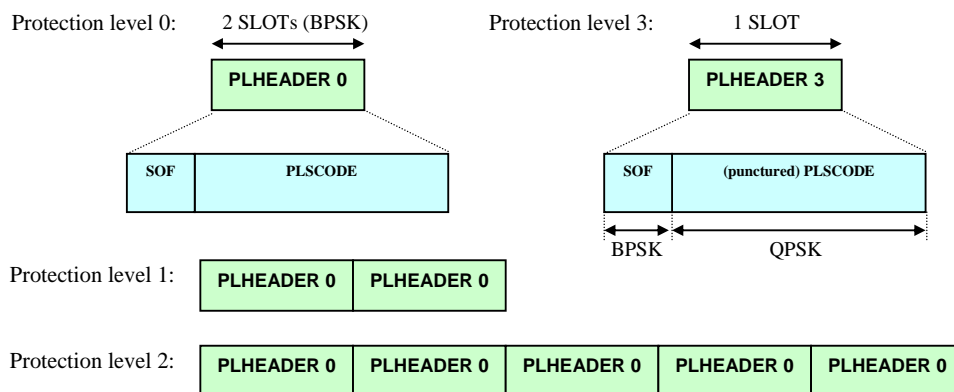 Protection level 0: 2 SLOTs (BPSK) Protection level 3: 1 SLOT
PLHEADER 0 PLHEADER 3
SOF PLSCODE SOF (punctured) PLSCODE
BPSK QPSK
Protection level 1: PLHEADER 0 PLHEADER 0
Protection level 2: PLHEADER 0 PLHEADER 0 PLHEADER 0 PLHEADER 0 PLHEADER 0